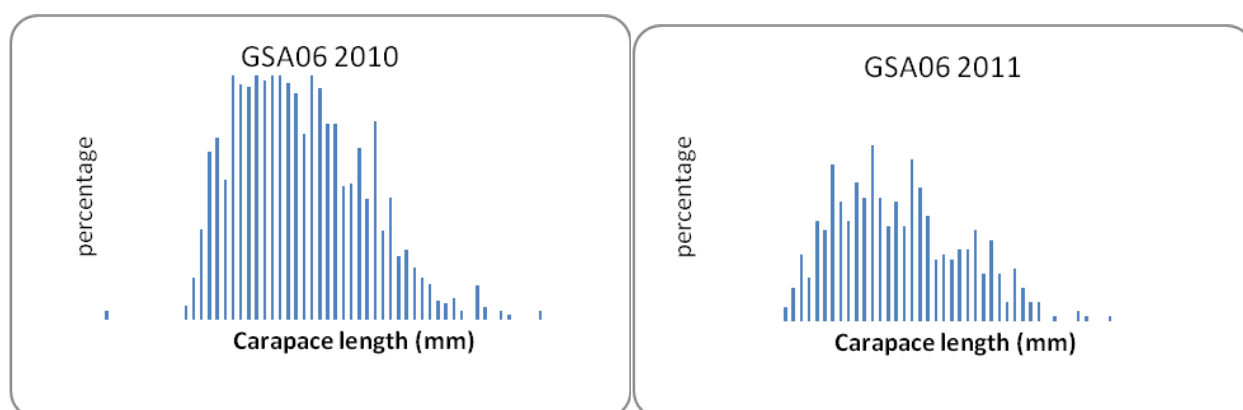 GSA06 2010
percentage
Carapace length (mm)
GSA06 2011
percentage
Carapace length (mm)